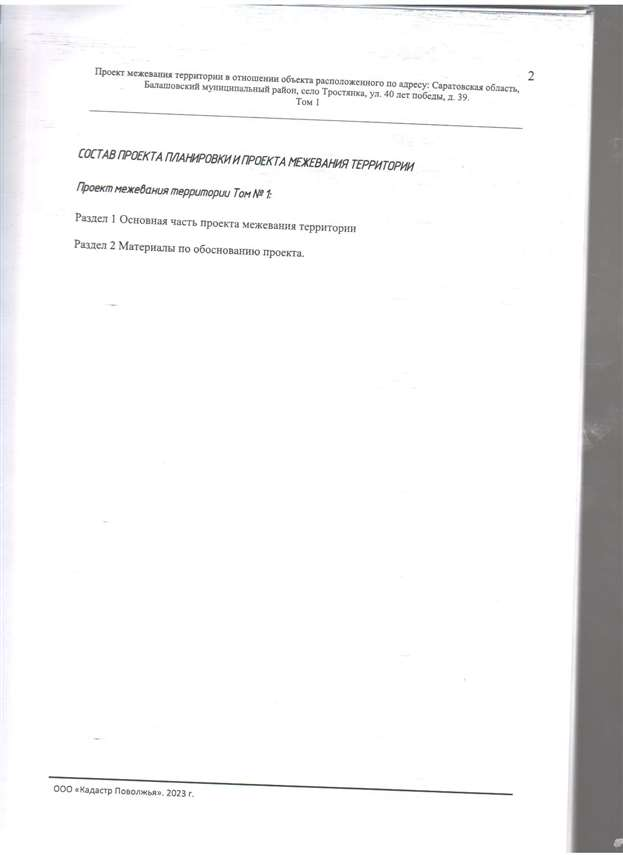 2
Проект межевания территории в отношении объекта расположенного по адресу: Саратовская область,
Балашовский муниципальный район, село Тростянка, ул. 40 лет победы, д. 39.
Том 1
СОСТАВ ПРОЕКТА ПЛАНИРОВКИ И ПРОЕКТА МЕЖЕВАНИЯ ТЕРРИТОРИИ
Проект межевания территории Том № 1:
Раздел 1 Основная часть проекта межевания территории
Раздел 2 Материалы по обоснованию проекта.
ООО «Кадастр Поволжья». 2023 г.